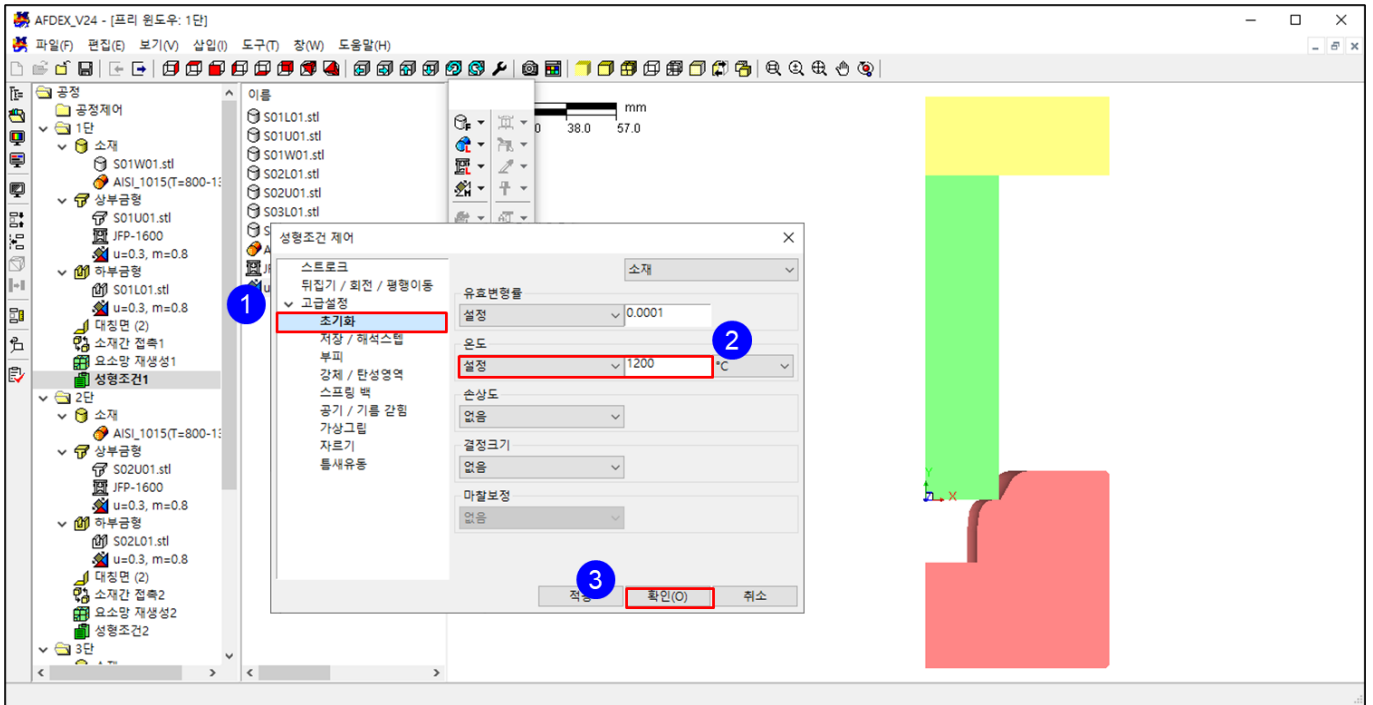 AFDEX_V24 - [프리 윈도우: 1단]
파일(F) 편집(E) 보기(V) 삽입(I) 도구(T) 창(W) 도움말(H)
공정
공정제어
1단
소재
S01W01.stl
AISI_1015(T=800-13
상부금형
S01U01.stl
JFP-1600
u=0.3, m=0.8
하부금형
S01L01.stl
u=0.3, m=0.8
대칭면 (2)
소재간 접촉1
요소망 재생성1
성형조건1
2단
소재
AISI_1015(T=800-13
상부금형
S02U01.stl
JFP-1600
u=0.3, m=0.8
하부금형
S02L01.stl
u=0.3, m=0.8
대칭면 (2)
소재간 접촉2
요소망 재생성2
성형조건2
3단
이름
S01L01.stl
S01U01.stl
S01W01.stl
S02L01.stl
S02U01.stl
S03L01.stl
mm
38.0 57.0
성형조건 제어
1
스트로크
뒤집기 / 회전 / 평행이동
고급설정
초기화
저장 / 해석스텝
부피
강체 / 탄성영역
스프링 백
공기 / 기름 갇힘
가상그립
자르기
틈새유동
소재
유효변형률
설정 0.0001
2
온도
설정 1200 °C
손상도
없음
결정크기
없음
마찰보정
없음
3
확인(O) 취소
Y
Z X